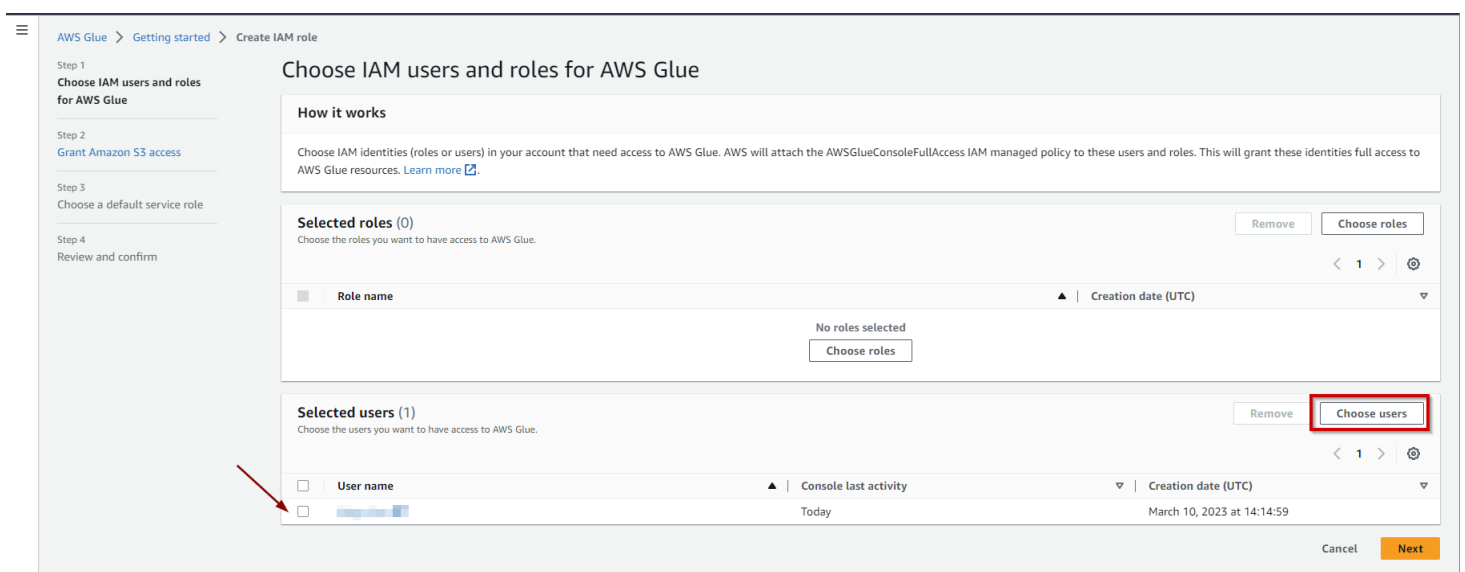 AWS Glue > Getting started > Create IAM role
Step 1
Choose IAM users and roles
for AWS Glue
Step 2
Grant Amazon S3 access
Step 3
Choose a default service role
Step 4
Review and confirm
Choose IAM users and roles for AWS Glue
How it works
Choose IAM identities (roles or users) in your account that need access to AWS Glue. AWS will attach the AWSGlueConsoleFullAccess IAM managed policy to these users and roles. This will grant these identities full access to
AWS Glue resources. Learn more.
Selected roles (0)
Remove Choose roles
Choose the roles you want to have access to AWS Glue.
< 1 >
Role name Creation date (UTC)
No roles selected
Choose roles
Selected users (1)
Remove Choose users
Choose the users you want to have access to AWS Glue.
< 1 >
User name Console last activity Creation date (UTC)
Today March 10, 2023 at 14:14:59
Cancel Next